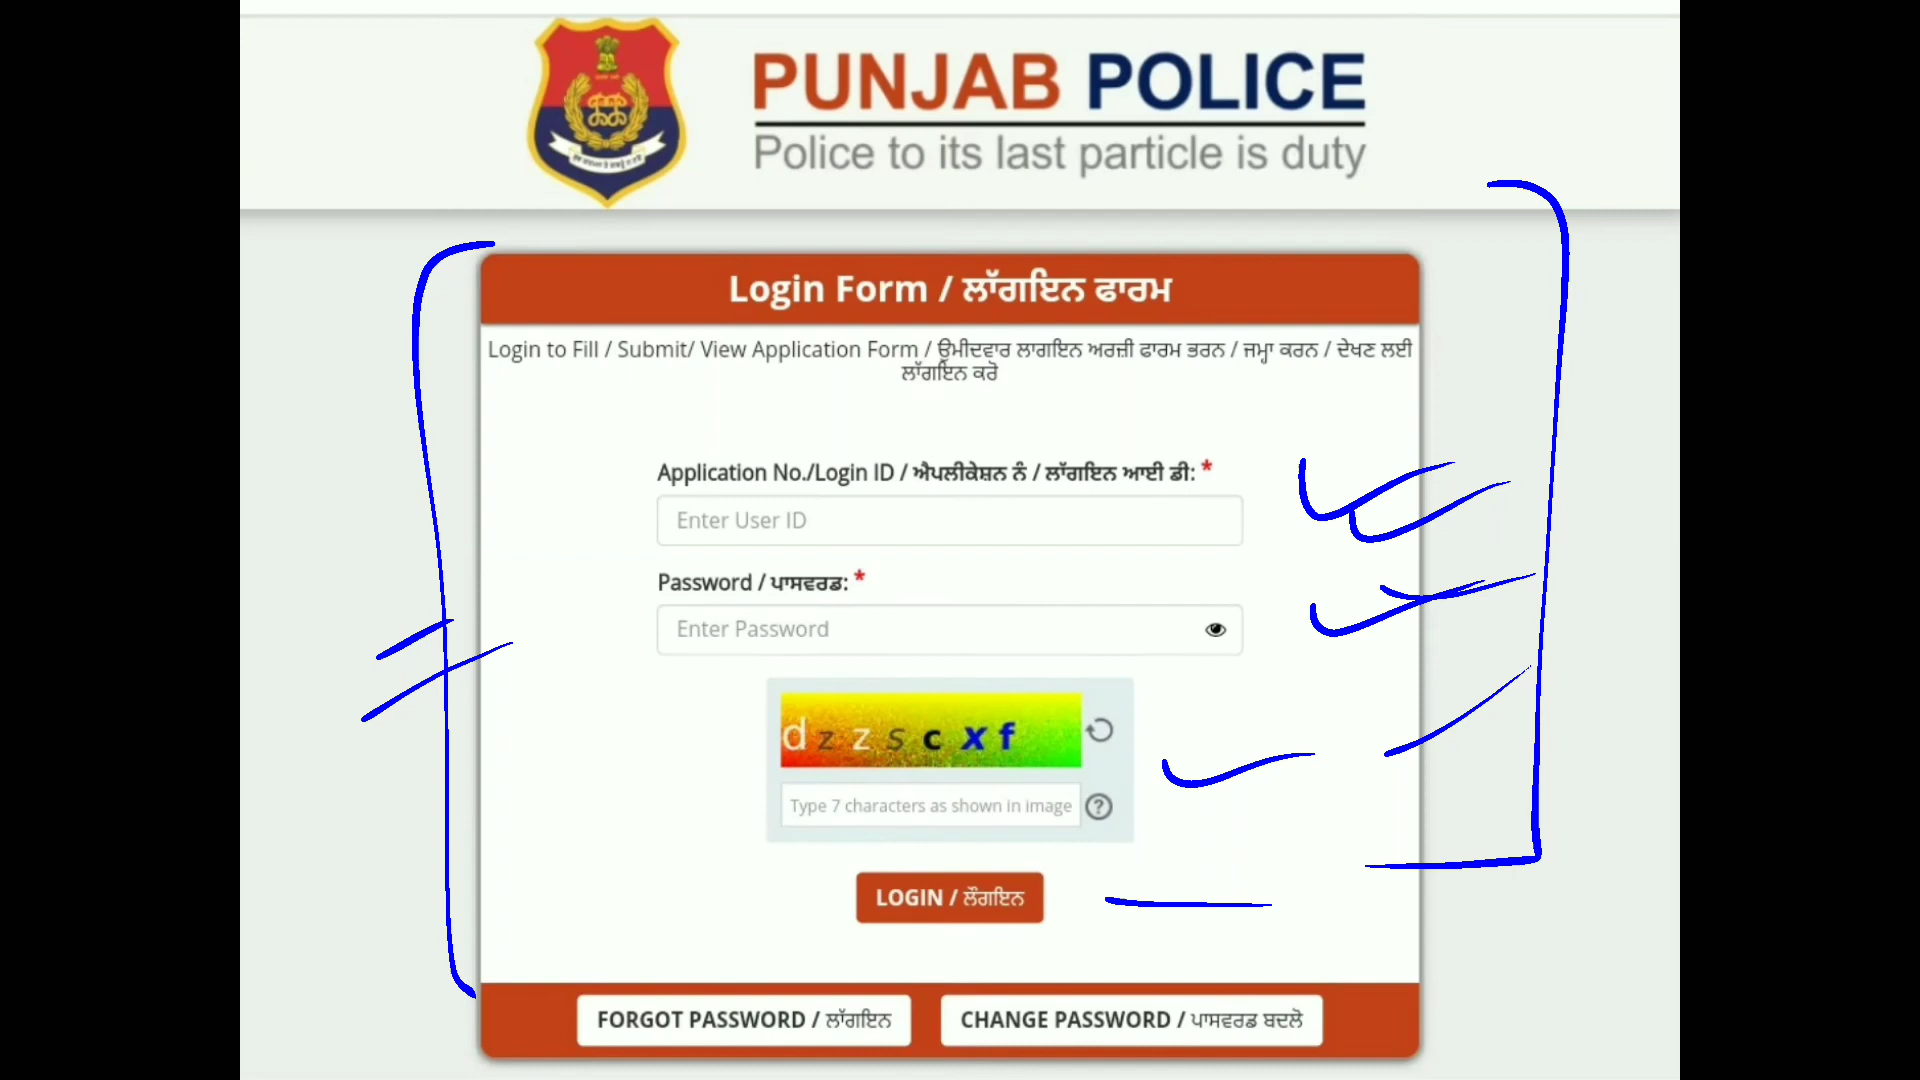 PUNJAB POLICE
Police to its last particle is duty
Login Form / ਲਾੱਗਇਨ ਫਾਰਮ
Login to Fill / Submit/ View Application Form / ਉਮੀਦਵਾਰ ਲਾਗਇਨ ਅਰਜ਼ੀ ਫਾਰਮ ਭਰਨ / ਜਮ੍ਹਾ ਕਰਨ / ਦੇਖਣ ਲਈ
ਲਾੱਗਇਨ ਕਰੋ
Application No./Login ID / ਐਪਲੀਕੇਸ਼ਨ ਨੰ / ਲਾੱਗਇਨ ਆਈ ਡੀ: *
Enter User ID
Password / ਪਾਸਵਰਡ: *
Enter Password
d z z s c x f
Type 7 characters as shown in image
LOGIN / ਲੌਗਇਨ
FORGOT PASSWORD / ਲਾੱਗਇਨ
CHANGE PASSWORD / ਪਾਸਵਰਡ ਬਦਲੋ